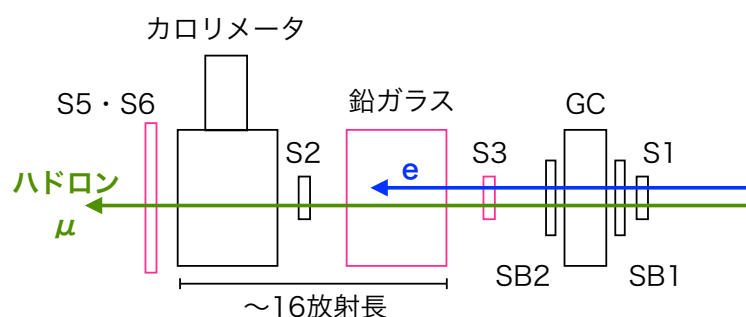 カロリメータ
S5・S6
鉛ガラス
GC
S2
S3
S1
e
ハドロン
μ
SB2
SB1
〜16放射長